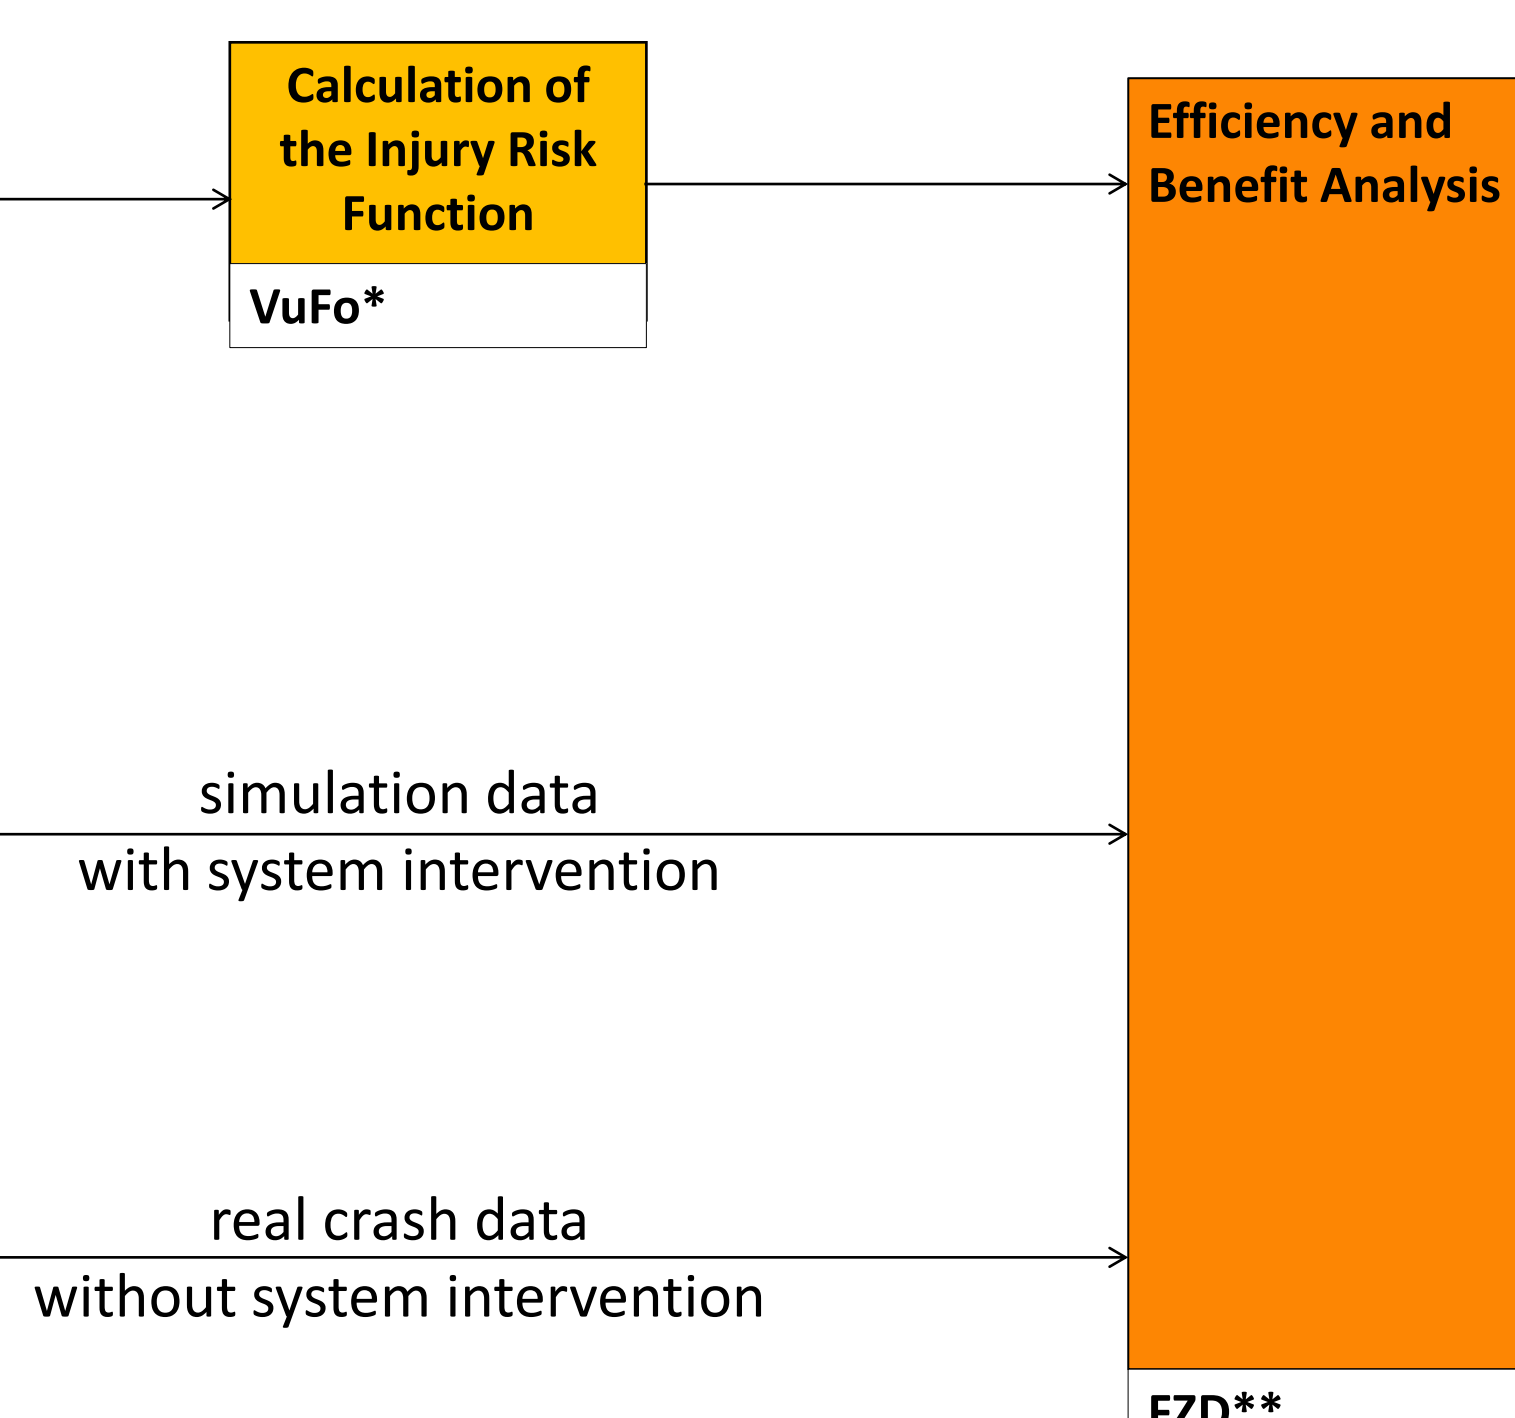 Calculation of
the Injury Risk
Function
VuFo*
Efficiency and
Benefit Analysis
simulation data
with system intervention
real crash data
without system intervention
FZD**